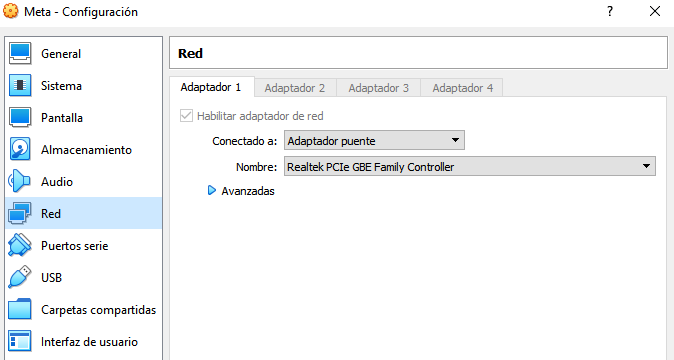 Meta - Configuración
?
General
Sistema
Pantalla
Almacenamiento
Audio
Red
Puertos serie
USB
Carpetas compartidas
Interfaz de usuario
Red
Adaptador 1 Adaptador 2 Adaptador 3 Adaptador 4
Habilitar adaptador de red
Conectado a: Adaptador puente
Nombre: Realtek PCIe GBE Family Controller
Avanzadas